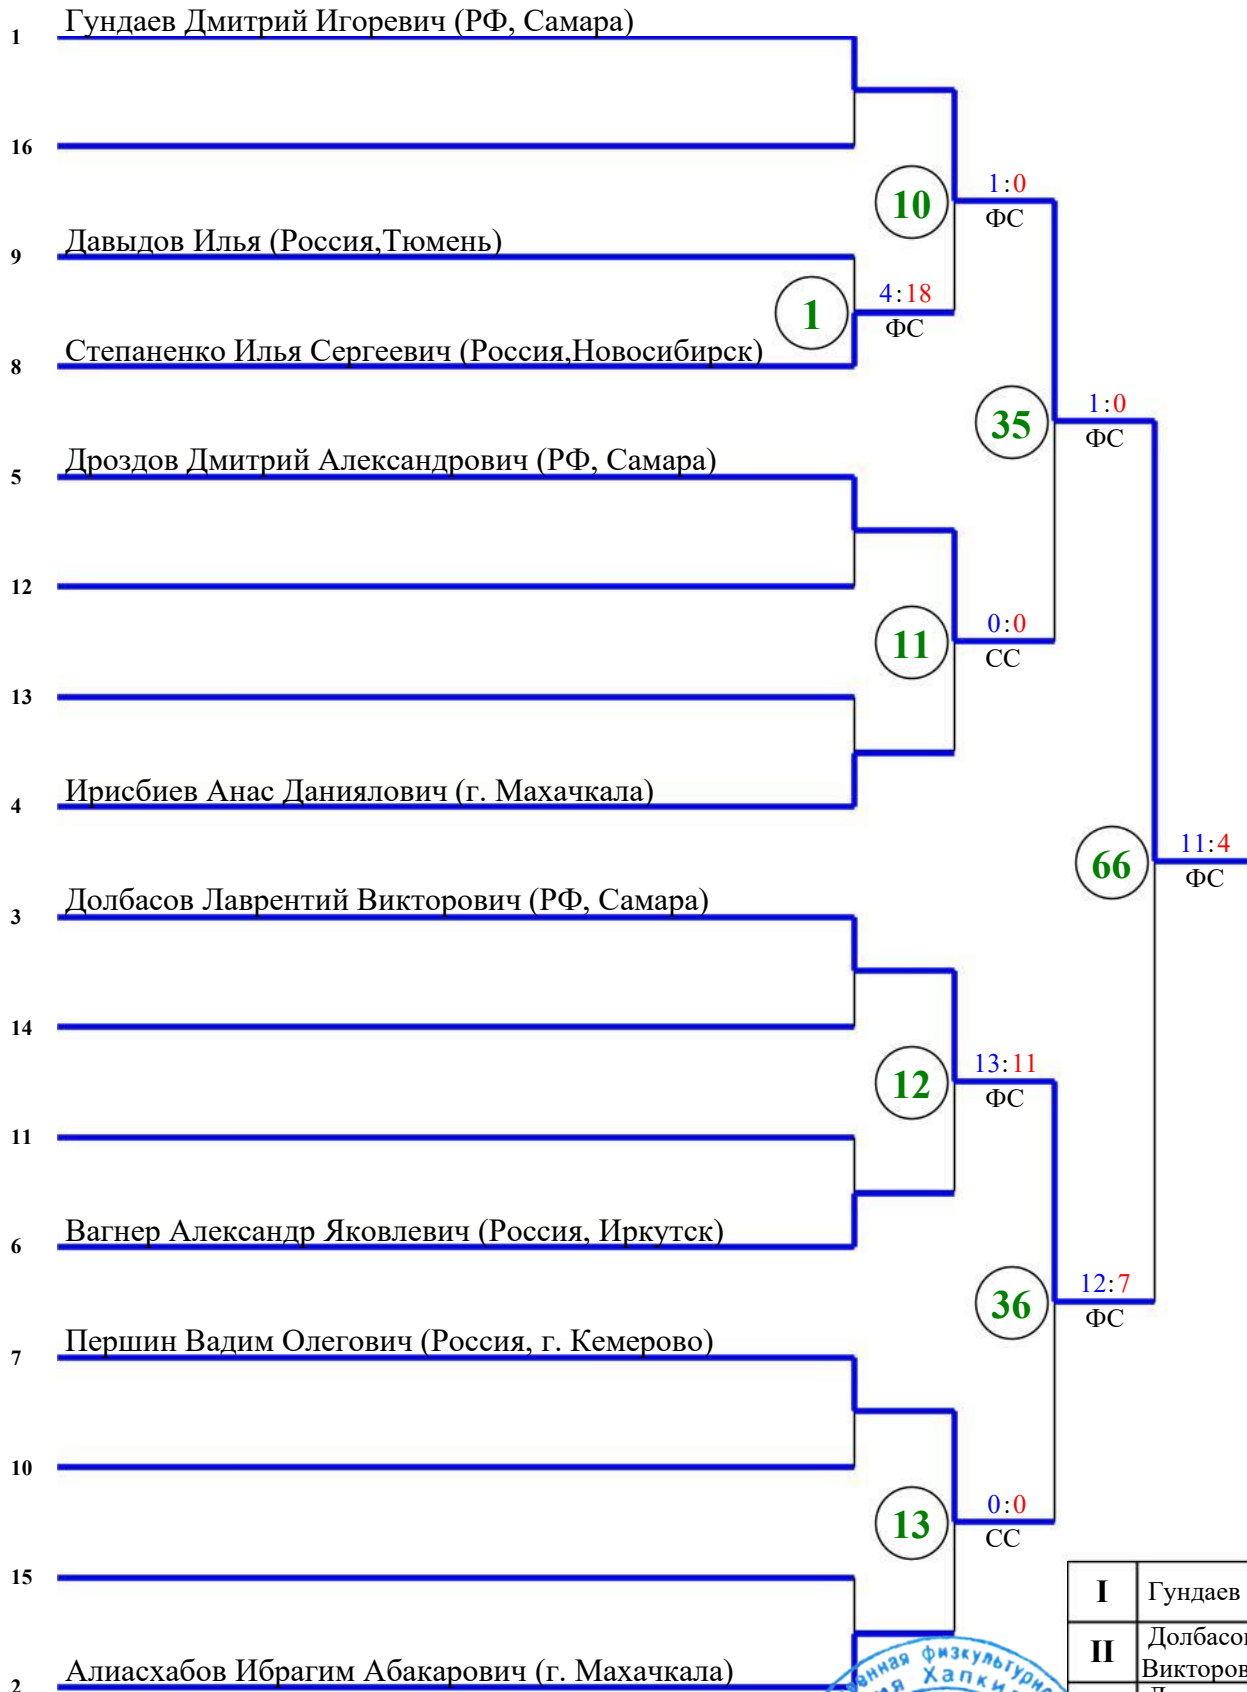 Гундаев Дмитрий Игоревич (РФ, Самара)
1
16
10
1:0
ФС
Давыдов Илья (Россия,Тюмень)
9
1
4:18
ФС
Степаненко Илья Сергеевич (Россия,Новосибирск)
8
35
1:0
ФС
Дроздов Дмитрий Александрович (РФ, Самара)
5
12
11
0:0
СС
13
Ирисбиев Анас Даниялович (г. Махачкала)
4
66
11:4
ФС
Долбасов Лаврентий Викторович (РФ, Самара)
3
14
12
13:11
ФС
11
Вагнер Александр Яковлевич (Россия, Иркутск)
6
36
12:7
ФС
Першин Вадим Олегович (Россия, г. Кемерово)
7
10
13
0:0
СС
15
I Гундаев
II Долбасов
Викторов
Алиасхабов Ибрагим Абакарович (г. Махачкала)
2
физкультурно
Хапки